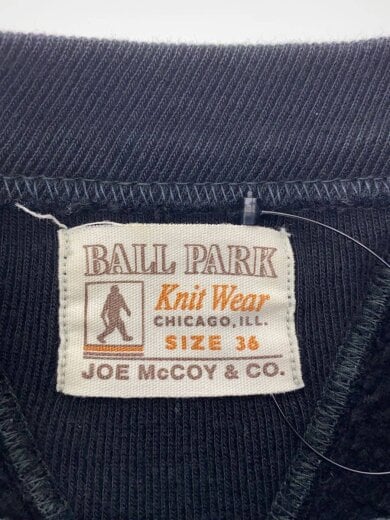 BALL PARK
Knit Wear
CHICAGO, ILL.
SIZE 36
JOE McCOY & CO.